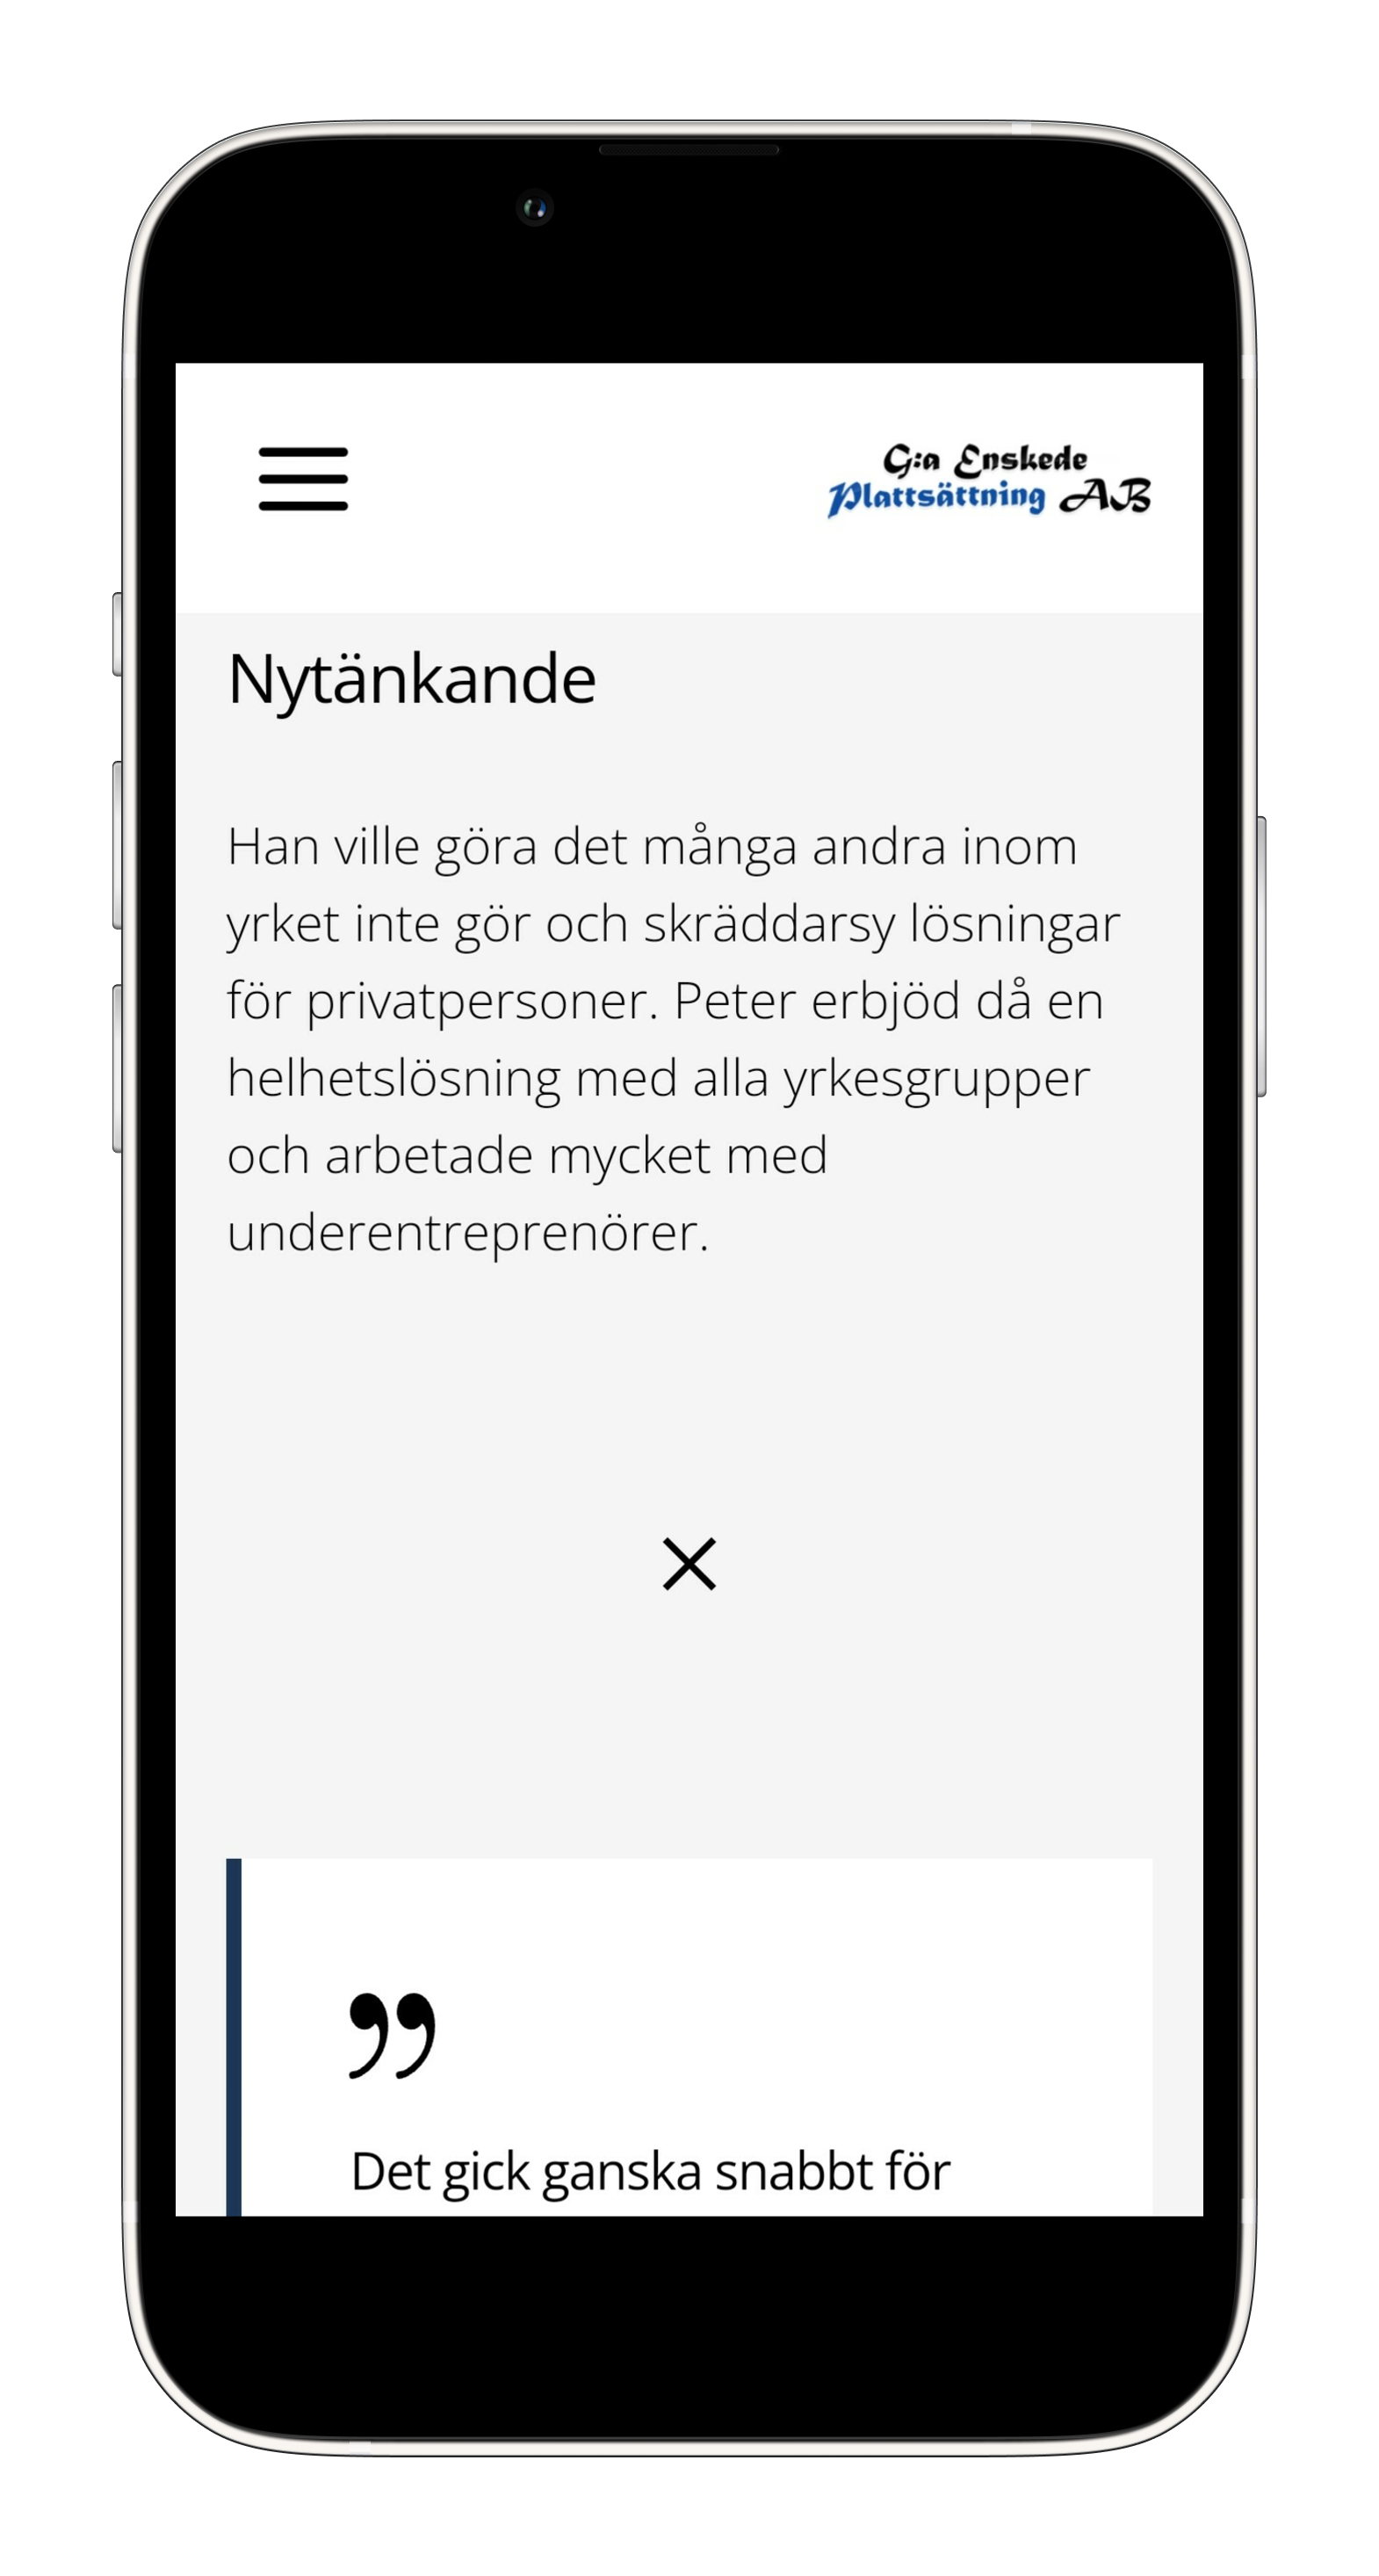 G:a Enskede
Plattsättning AB
Nytänkande
Han ville göra det många andra inom
yrket inte gör och skräddarsy lösningar
för privatpersoner. Peter erbjöd då en
helhetslösning med alla yrkesgrupper
och arbetade mycket med
underentreprenörer.
”
Det gick ganska snabbt för